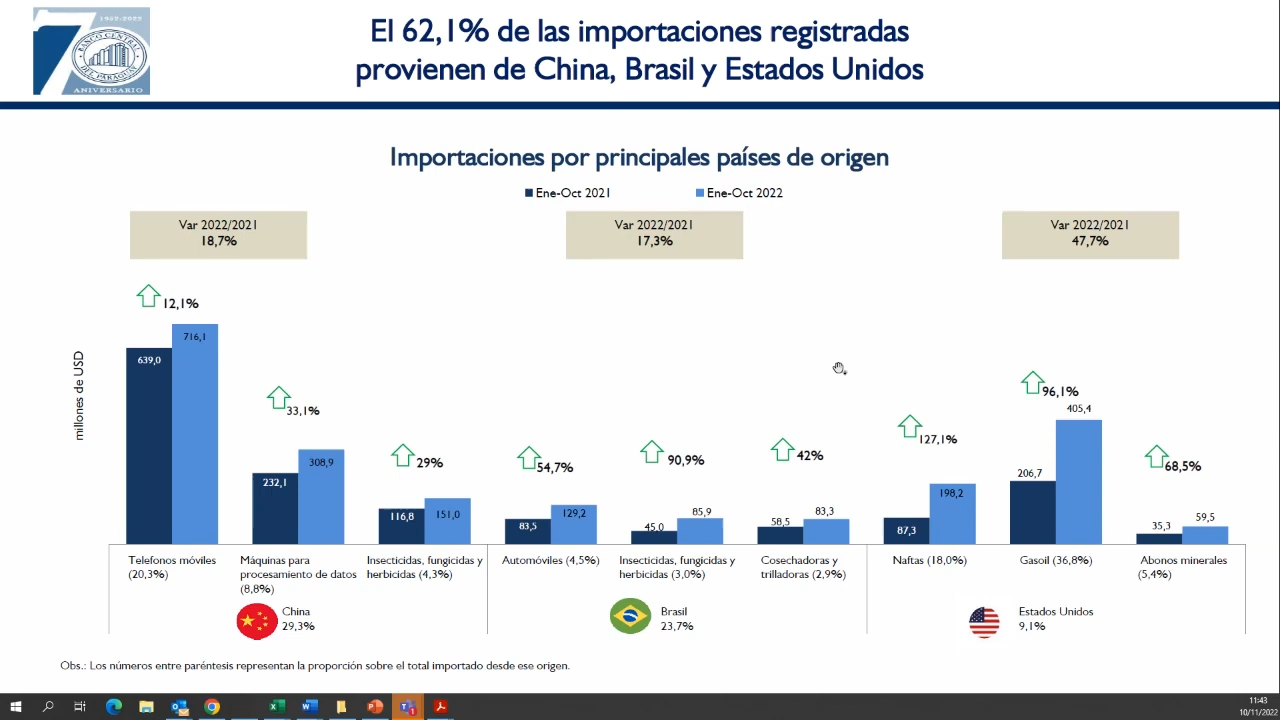 1952-2022
BANCO CENTRAL
DEL PARAGUAY
ANIVERSARIO
El 62,1% de las importaciones registradas
provienen de China, Brasil y Estados Unidos
Importaciones por principales países de origen
Ene-Oct 2021
Ene-Oct 2022
Var 2022/2021
18,7%
Var 2022/2021
17,3%
Var 2022/2021
47,7%
millones de USD
12,1%
639,0
716,1
33,1%
232,1
308,9
29%
116,8
151,0
54,7%
83,5
129,2
90,9%
45,0
85,9
42%
58,5
83,3
127,1%
87,3
198,2
96,1%
206,7
405,4
68,5%
35,3
59,5
Telefonos móviles
(20,3%)
Máquinas para
procesamiento de datos
(8,8%)
Insecticidas, fungicidas y
herbicidas (4,3%)
Automóviles (4,5%)
Insecticidas, fungicidas y
herbicidas (3,0%)
Cosechadoras y
trilladoras (2,9%)
Naftas (18,0%)
Gasoil (36,8%)
Abonos minerales
(5,4%)
China
29,3%
Brasil
23,7%
Estados Unidos
9,1%
Obs.: Los números entre paréntesis representan la proporción sobre el total importado desde ese origen.
11:43
10/11/2022